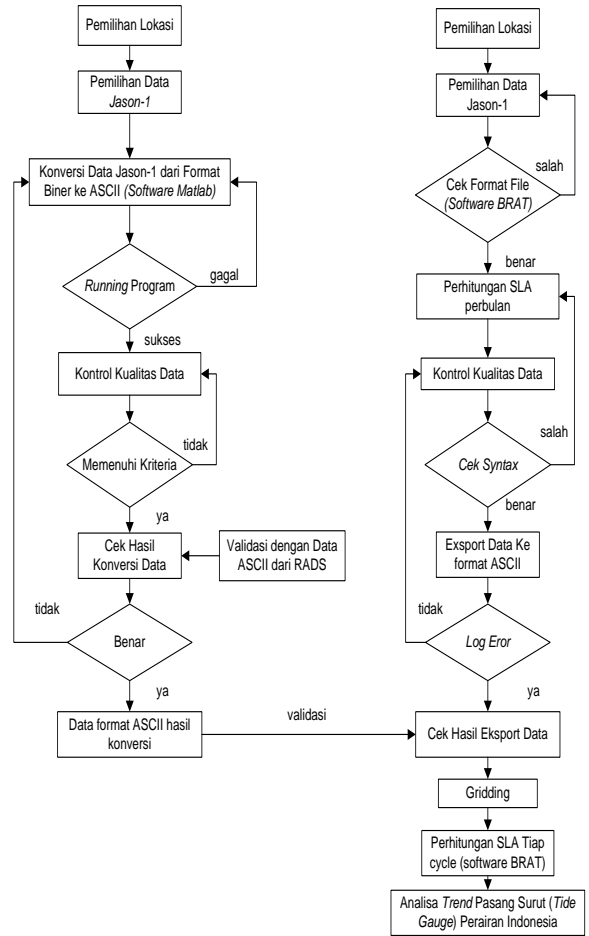 Pemilihan Lokasi
Pemilihan Data
Jason-1
Konversi Data Jason-1 dari Format
Biner ke ASCII (Software Matlab)
Running Program
gagal
sukses
Kontrol Kualitas Data
tidak
Memenuhi Kriteria
ya
Cek Hasil
Konversi Data
Validasi dengan Data
ASCII dari RADS
tidak
Benar
ya
Data format ASCII hasil
konversi
validasi
Pemilihan Lokasi
Pemilihan Data
Jason-1
salah
Cek Format File
(Software BRAT)
benar
Perhitungan SLA
perbulan
Kontrol Kualitas Data
salah
Cek Syntax
benar
Exsport Data Ke
format ASCII
tidak
Log Eror
ya
Cek Hasil Eksport Data
Gridding
Perhitungan SLA Tiap
cycle (software BRAT)
Analisa Trend Pasang Surut (Tide
Gauge) Perairan Indonesia